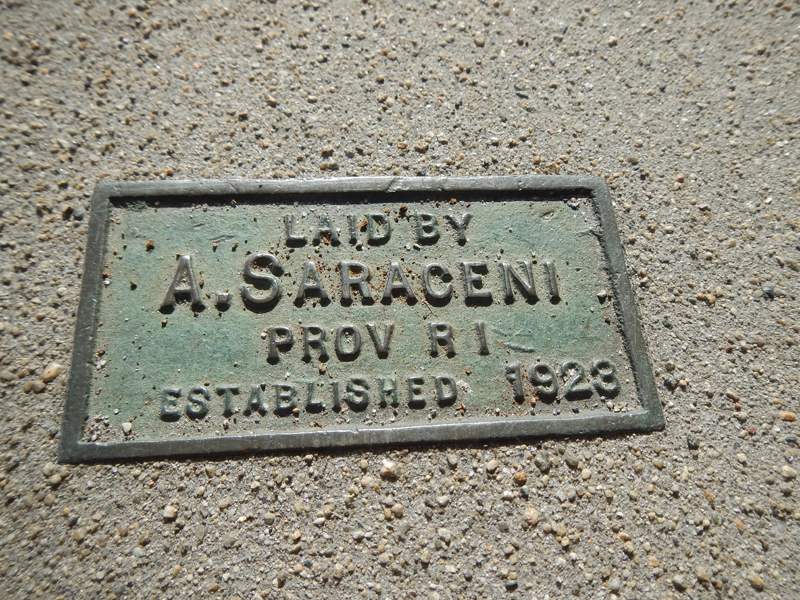 LAID BY
A. SARACENI
PROV R I
ESTABLISHED 1923